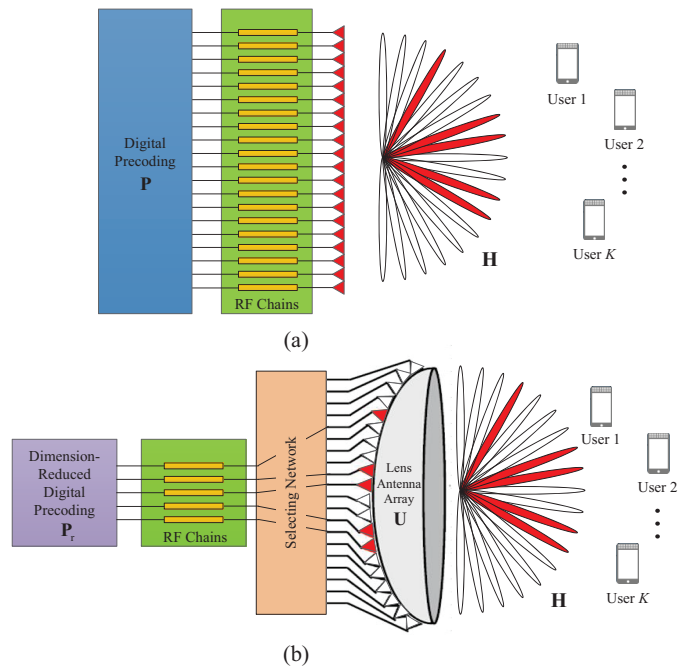 Digital
Precoding
P
RF Chains
H
User 1
User 2
User K
(a)
Dimension-
Reduced
Digital
Precoding
Pr
RF Chains
Selecting Network
Lens
Antenna
Array
U
H
User 1
User 2
User K
(b)